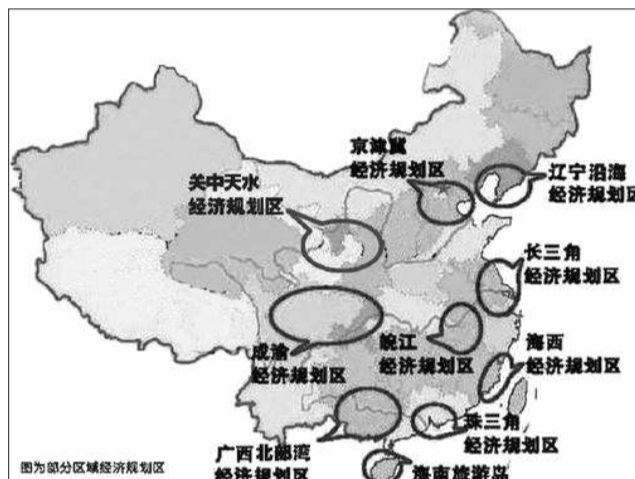 京津冀
经济规划区
辽宁沿海
经济规划区
关中天水
经济规划区
长三角
经济规划区
成渝
经济规划区
皖江
经济规划区
海西
经济规划区
广西北部湾
经济规划区
珠三角
经济规划区
海南旅游岛
图为部分区域经济规划区